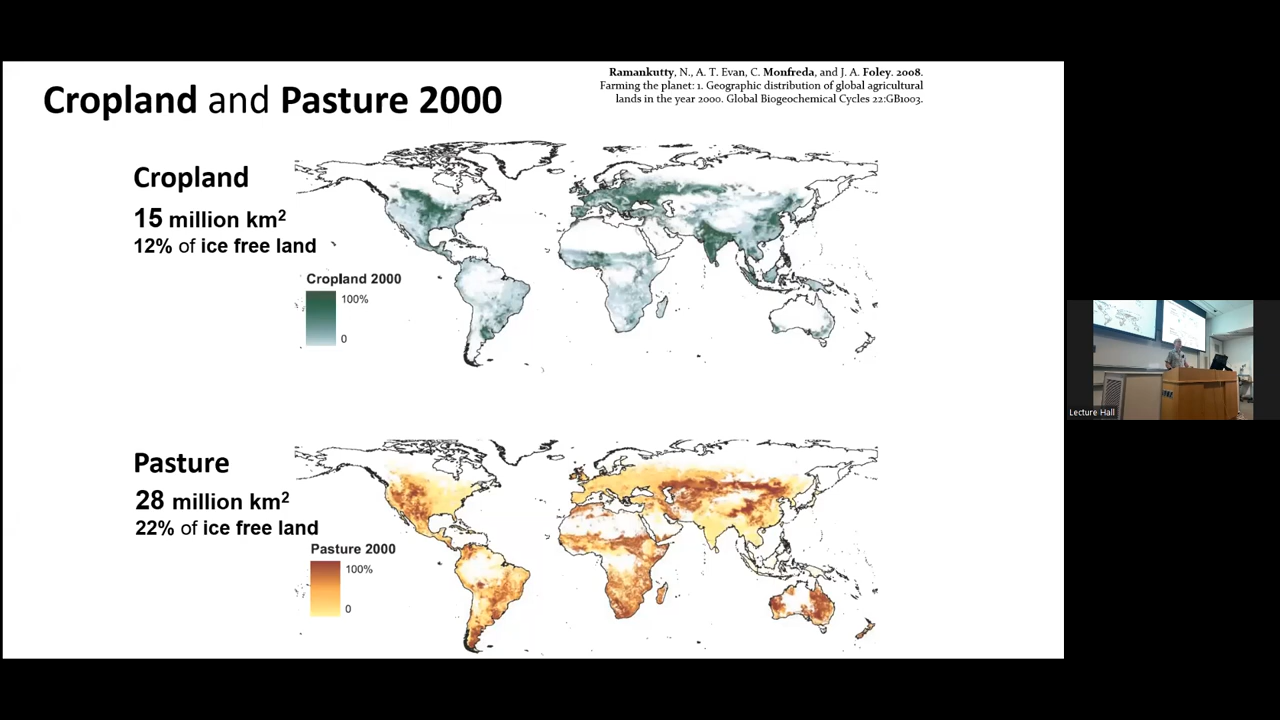 Cropland and Pasture 2000
Ramankutty, N., A. T. Evan, C. Monfreda, and J. A. Foley. 2008.
Farming the planet: 1. Geographic distribution of global agricultural
lands in the year 2000. Global Biogeochemical Cycles 22:GB1003.
Cropland
15 million km²
12% of ice free land
Cropland 2000
100%
0
Pasture
28 million km²
22% of ice free land
Pasture 2000
100%
0
Lecture Hall